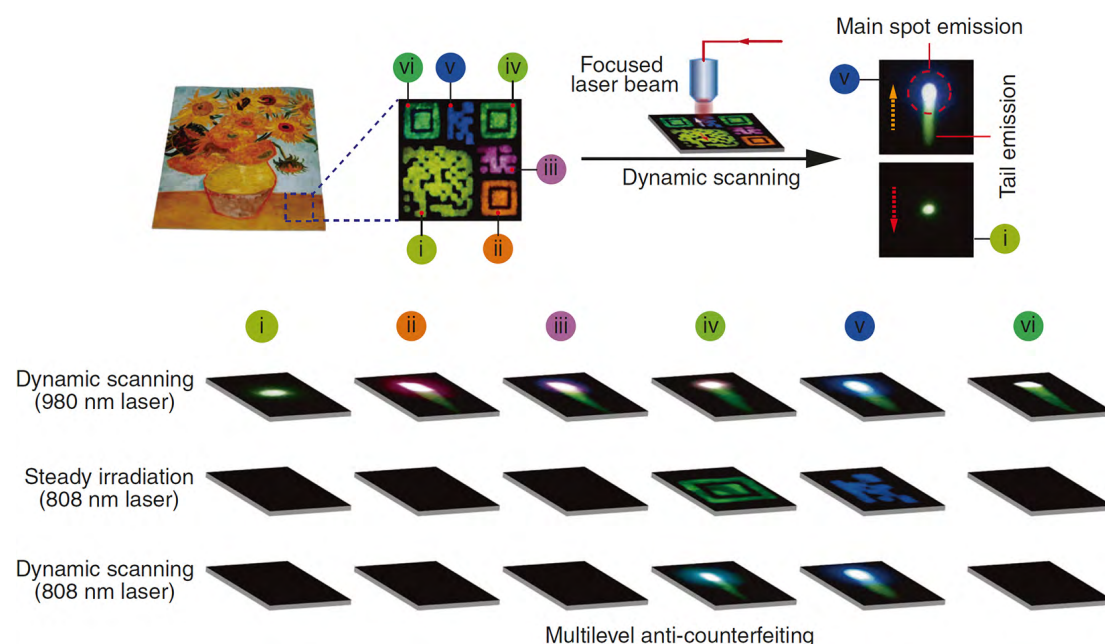 Main spot emission
vi
v
iv
Focused
laser beam
v
Tail emission
iii
Dynamic scanning
i
ii
i
i
ii
iii
iv
v
vi
Dynamic scanning
(980 nm laser)
Steady irradiation
(808 nm laser)
Dynamic scanning
(808 nm laser)
Multilevel anti-counterfeiting